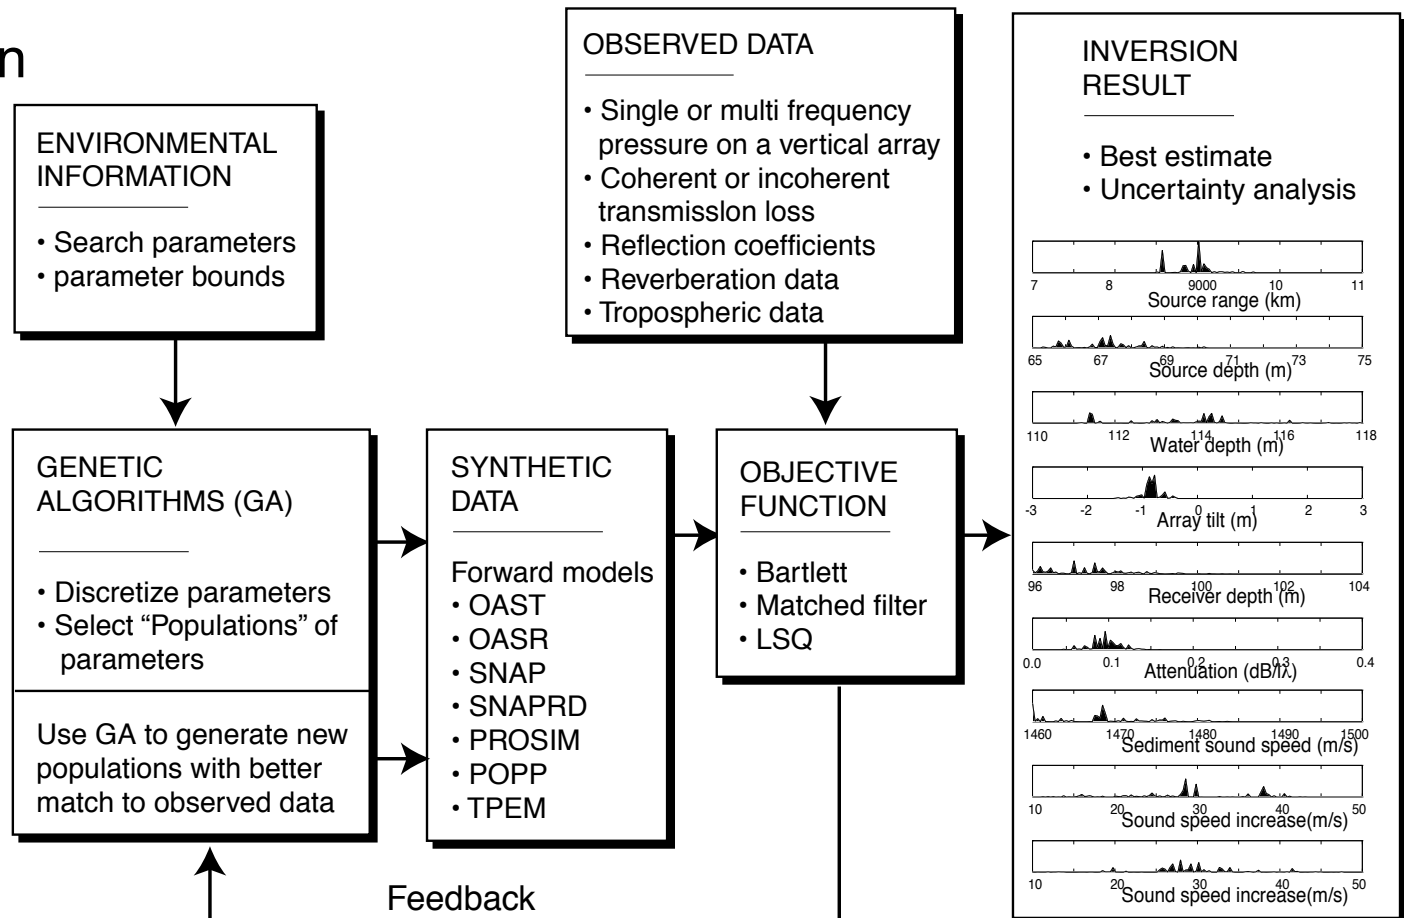 n
ENVIRONMENTAL
INFORMATION
• Search parameters
• parameter bounds
OBSERVED DATA
• Single or multi frequency
pressure on a vertical array
• Coherent or incoherent
transmisslon loss
• Reflection coefficients
• Reverberation data
• Tropospheric data
GENETIC
ALGORITHMS (GA)
• Discretize parameters
• Select “Populations” of
parameters
Use GA to generate new
populations with better
match to observed data
SYNTHETIC
DATA
Forward models
• OAST
• OASR
• SNAP
• SNAPRD
• PROSIM
• POPP
• TPEM
OBJECTIVE
FUNCTION
• Bartlett
• Matched filter
• LSQ
Feedback
INVERSION
RESULT
• Best estimate
• Uncertainty analysis
7 8 9000 10 11
Source range (km)
65 67 69 71 73 75
Source depth (m)
110 112 114 116 118
Water depth (m)
-3 -2 -1 0 1 2 3
Array tilt (m)
96 98 100 102 104
Receiver depth (m)
0.0 0.1 0.2 0.3 0.4
Attenuation (dB/lλ)
1460 1470 1480 1490 1500
Sediment sound speed (m/s)
10 20 30 40 50
Sound speed increase(m/s)
10 20 30 40 50
Sound speed increase(m/s)